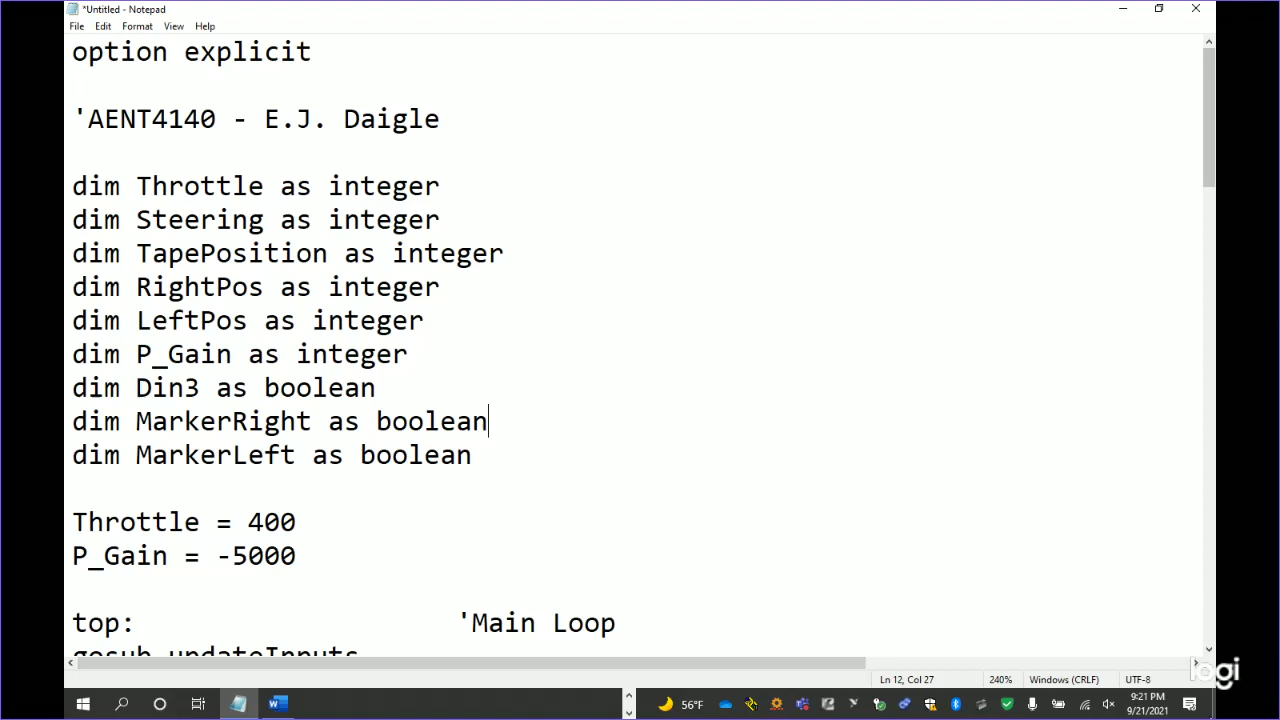 *Untitled - Notepad
File Edit Format View Help
option explicit
'AENT4140 - E.J. Daigle
dim Throttle as integer
dim Steering as integer
dim TapePosition as integer
dim RightPos as integer
dim LeftPos as integer
dim P_Gain as integer
dim Din3 as boolean
dim MarkerRight as boolean
dim MarkerLeft as boolean
Throttle = 400
P_Gain = -5000
top: 'Main Loop
gosub updateInputs
Ln 12, Col 27 240% Windows (CRLF) UTF-8
logi
56°F
9:21 PM
9/21/2021